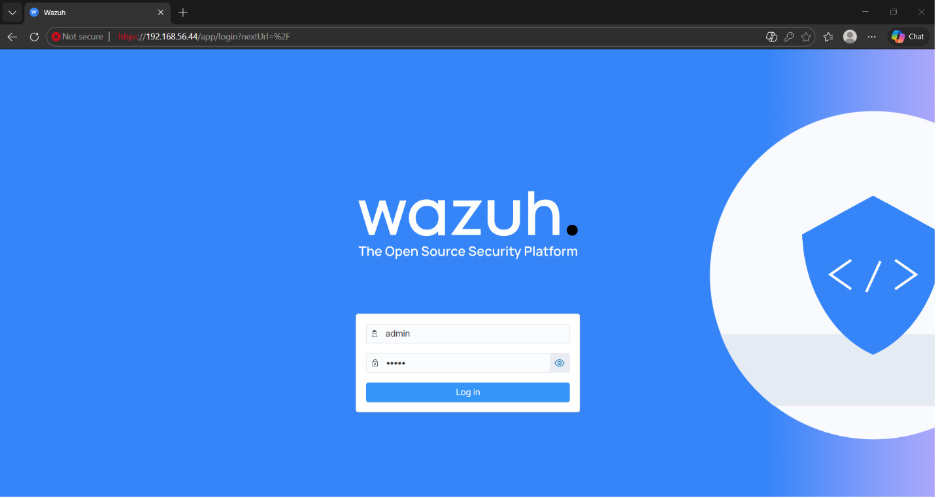 Wazuh
Not secure | https://192.168.56.44/app/login?nextUrl=%2F
Chat
wazuh.
The Open Source Security Platform
</>
admin
•••••
Log in